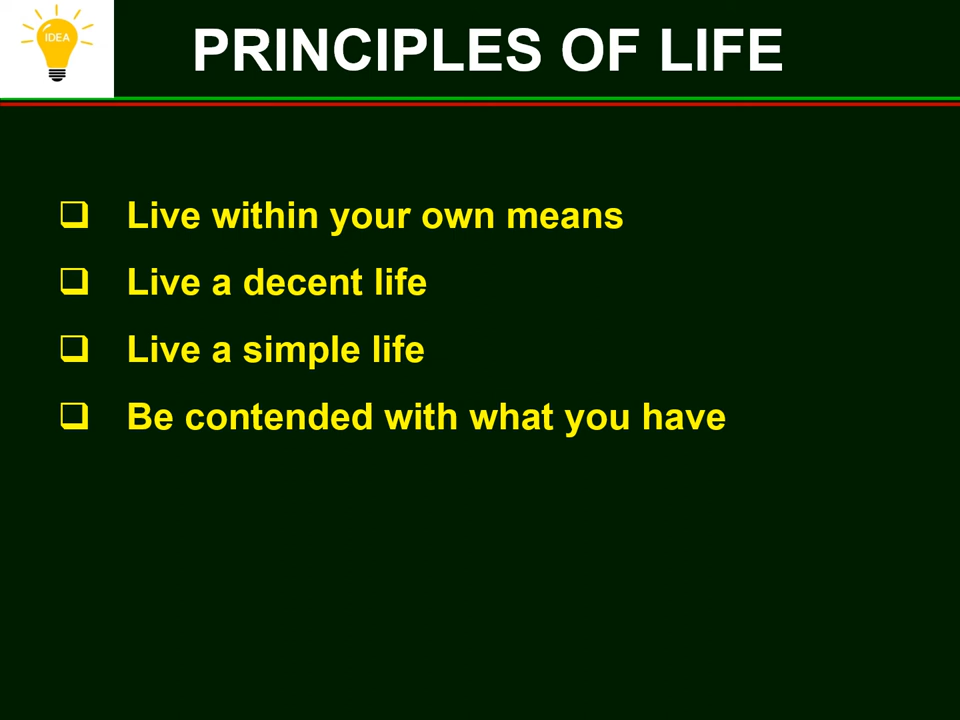 IDEA
PRINCIPLES OF LIFE
Live within your own means
Live a decent life
Live a simple life
Be contended with what you have